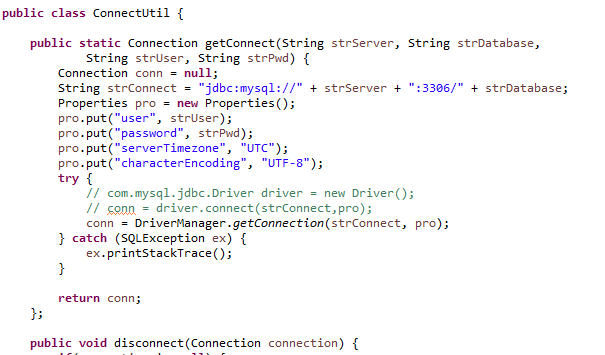 public class ConnectUtil {
public static Connection getConnect(String strServer, String strDatabase,
String strUser, String strPwd) {
Connection conn = null;
String strConnect = "jdbc:mysql://" + strServer + ":3306/" + strDatabase;
Properties pro = new Properties();
pro.put("user", strUser);
pro.put("password", strPwd);
pro.put("serverTimezone", "UTC");
pro.put("characterEncoding", "UTF-8");
try {
// com.mysql.jdbc.Driver driver = new Driver();
// conn = driver.connect(strConnect,pro);
conn = DriverManager.getConnection(strConnect, pro);
} catch (SQLException ex) {
ex.printStackTrace();
}
return conn;
};
public void disconnect(Connection connection) {